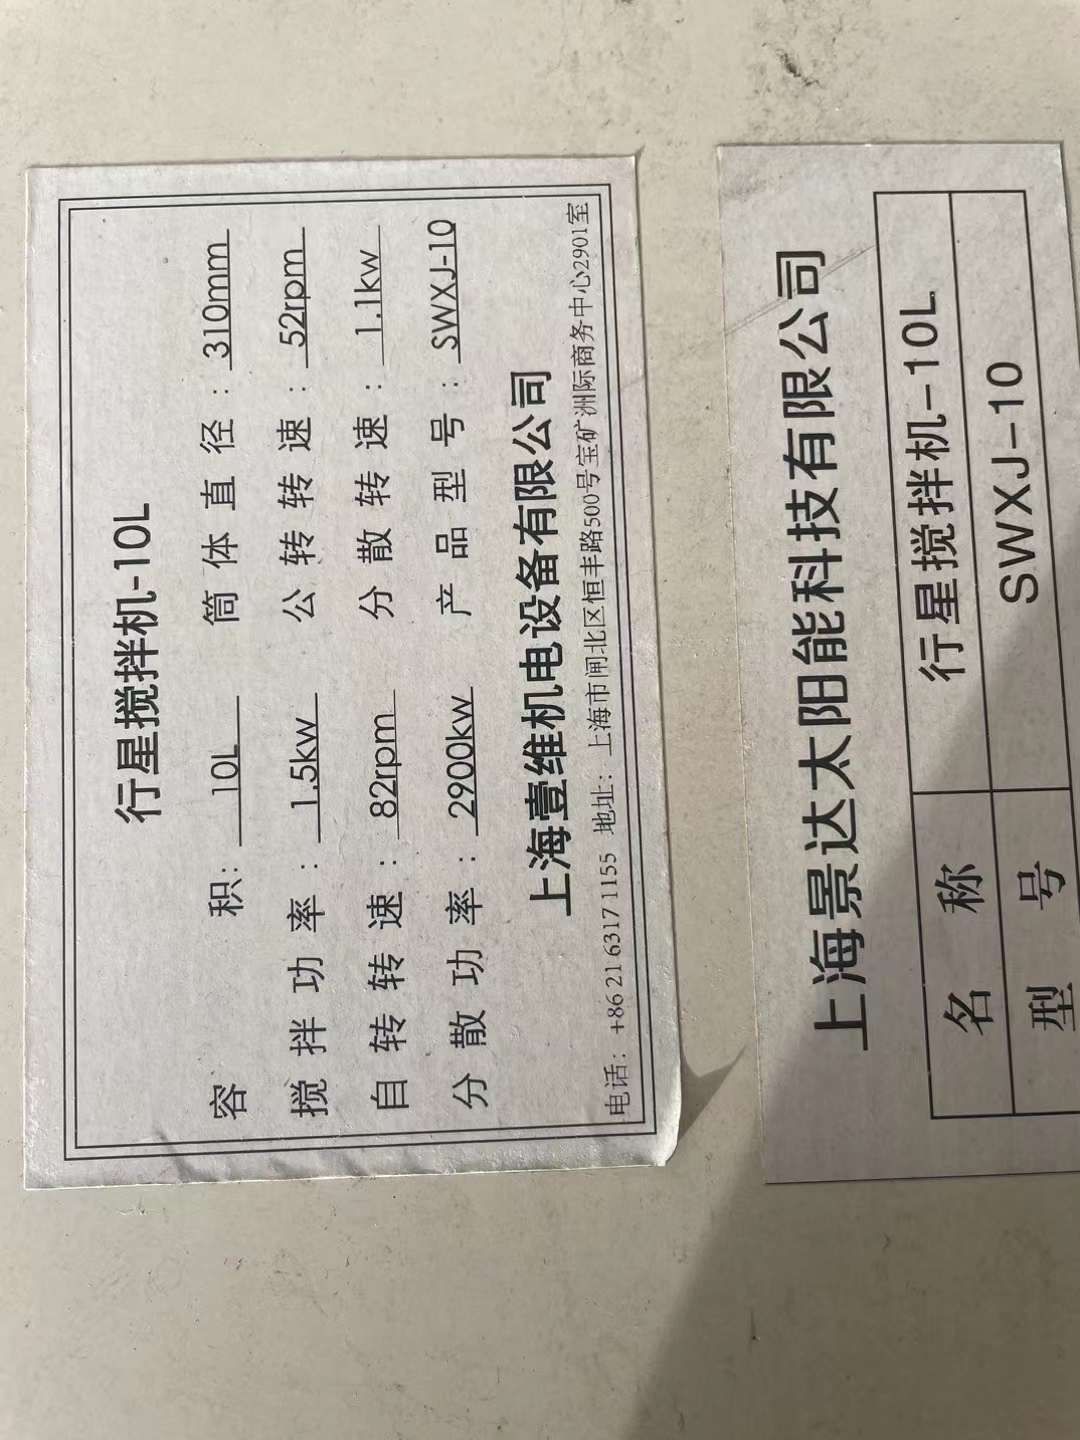 行星搅拌机-10L
容 积: 10L 筒体直径: 310mm
搅拌功率: 1.5kw 公转转速: 52rpm
自转转速: 82rpm 分散转速: 1.1kw
分散功率: 2900kw 产品型号: SWXJ-10
上海壹维机电设备有限公司
电话: +86 21 6317 1155 地址: 上海市闸北区恒丰路500号宝矿洲际商务中心2901室
上海景达太阳能科技有限公司
名 称 行星搅拌机-10L
型 号 SWXJ-10